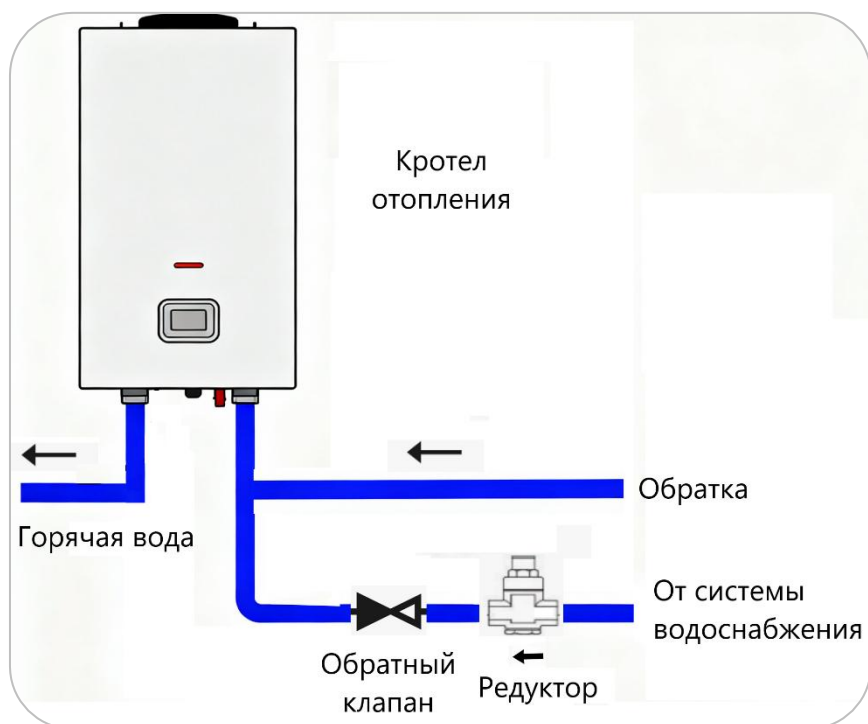 Кротел
отопления
Обратка
Горячая вода
От системы
водоснабжения
Обратный
клапан
Редуктор